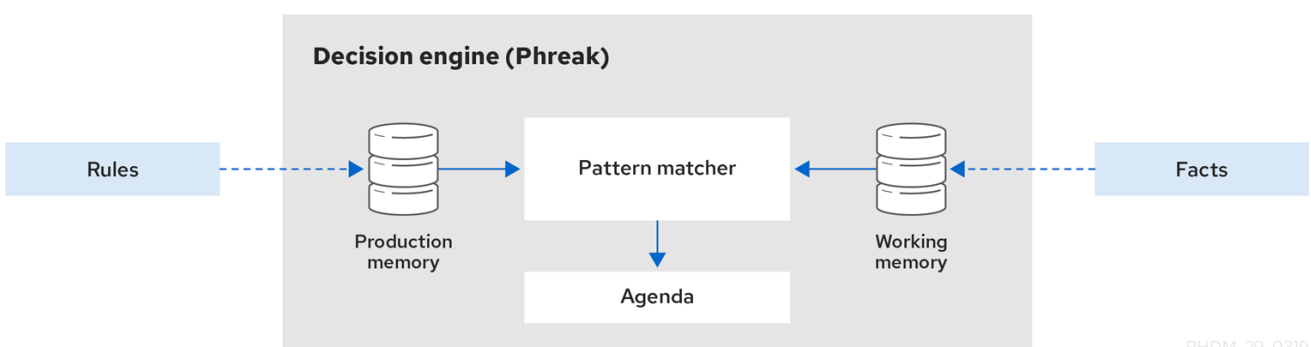 Decision engine (Phreak)
Rules
Pattern matcher
Facts
Production
memory
Working
memory
Agenda